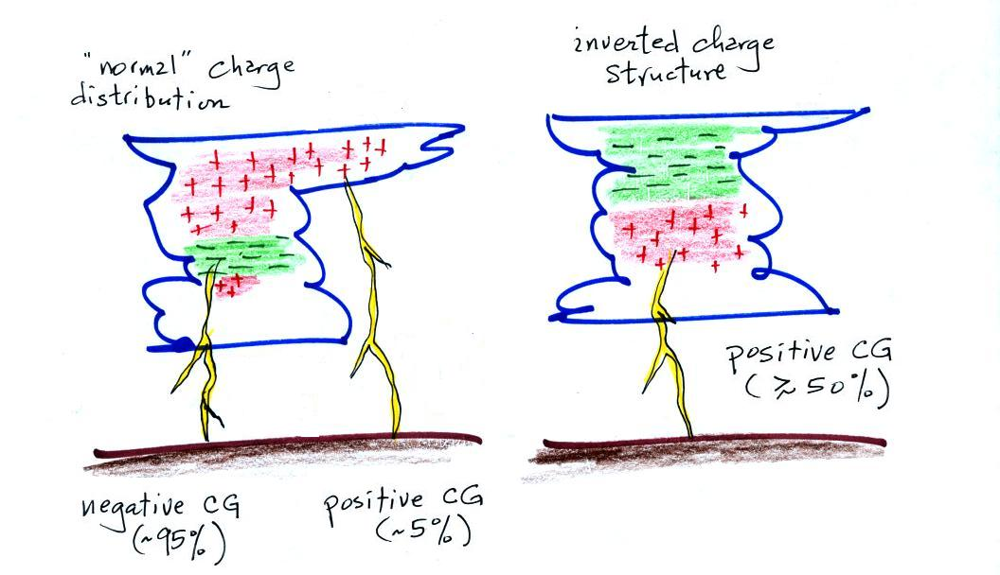 "normal" charge
distribution
inverted charge
structure
positive CG
(≳50%)
negative CG
(~95%)
positive CG
(~5%)